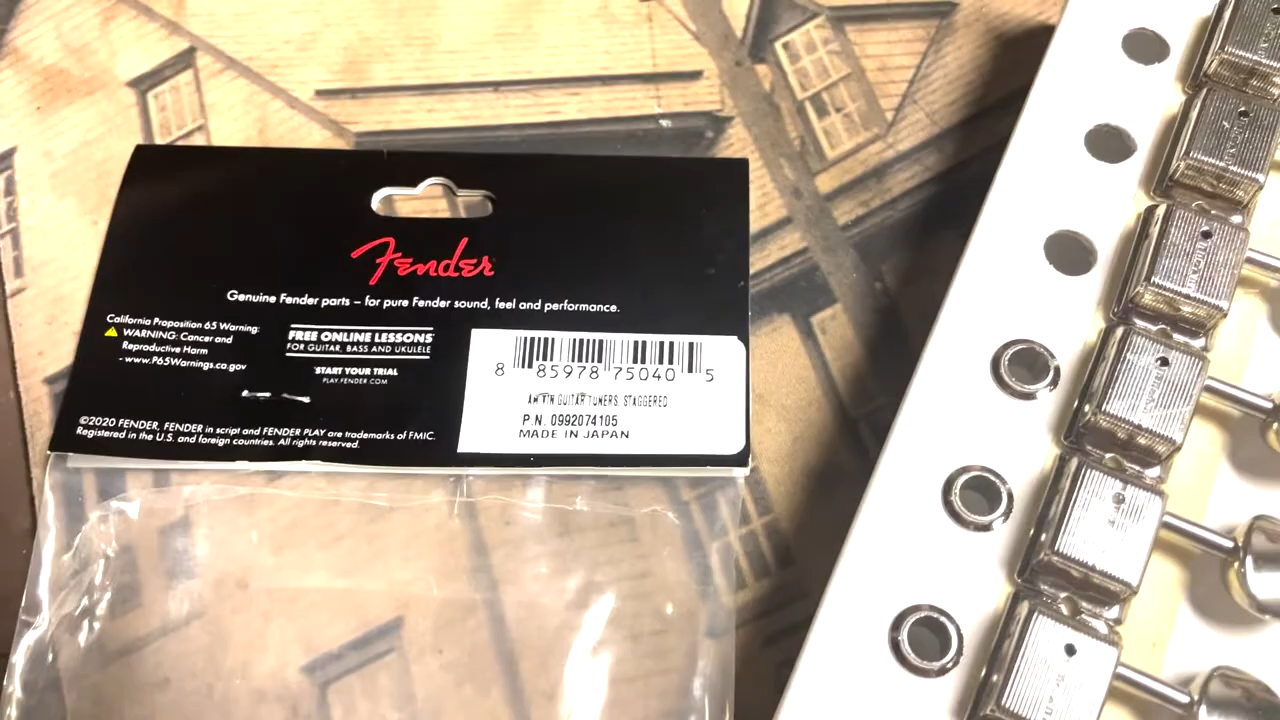 Fender
Genuine Fender parts – for pure Fender sound, feel and performance.
California Proposition 65 Warning:
WARNING: Cancer and
Reproductive Harm
- www.P65Warnings.ca.gov
FREE ONLINE LESSONS
FOR GUITAR, BASS AND UKULELE
START YOUR TRIAL
PLAY.FENDER.COM
8 85978 75040 5
GUITAR TUNERS STAGGERED
P.N. 0992074105
MADE IN JAPAN
©2020 FENDER, FENDER in script and FENDER PLAY are trademarks of FMIC.
Registered in the U.S. and foreign countries. All rights reserved.